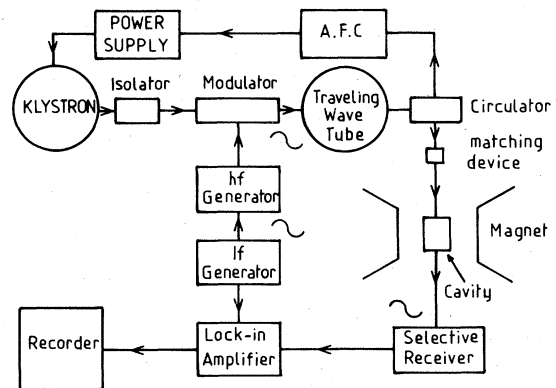 POWER
SUPPLY
A.F.C
KLYSTRON
Isolator
Modulator
Traveling
Wave
Tube
Circulator
matching
device
hf
Generator
Magnet
lf
Generator
Cavity
Recorder
Lock-in
Amplifier
Selective
Receiver